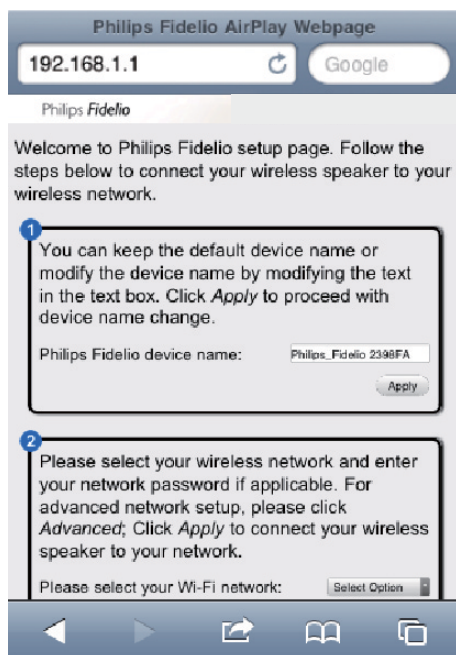 Philips Fidelio AirPlay Webpage
192.168.1.1 Google
Philips Fidelio
Welcome to Philips Fidelio setup page. Follow the
steps below to connect your wireless speaker to your
wireless network.
1
You can keep the default device name or
modify the device name by modifying the text
in the text box. Click Apply to proceed with
device name change.
Philips Fidelio device name: Philips_Fidelio 2398FA
Apply
2
Please select your wireless network and enter
your network password if applicable. For
advanced network setup, please click
Advanced; Click Apply to connect your wireless
speaker to your network.
Please select your Wi-Fi network: Select Option